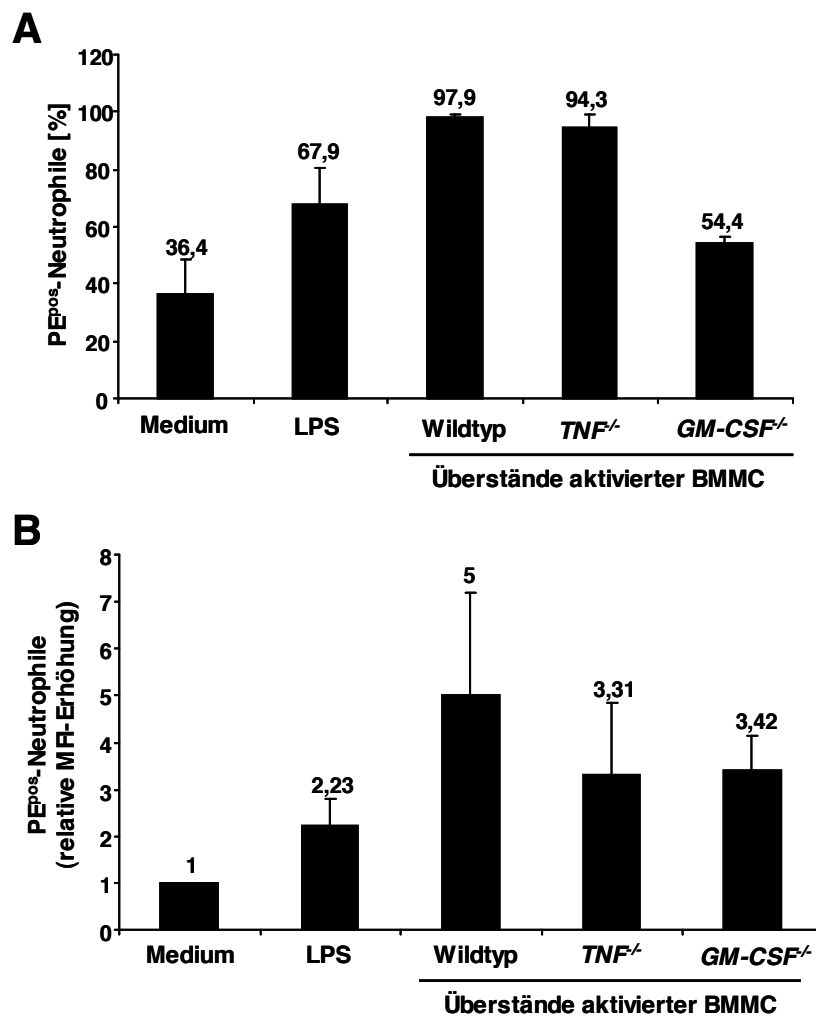 A
PEpos-Neutrophile [%]
120
100
80
60
40
20
0
36,4
67,9
97,9
94,3
54,4
Medium LPS Wildtyp TNF-/- GM-CSF-/-
Überstände aktivierter BMMC
B
PEpos-Neutrophile
(relative MFI-Erhöhung)
8
7
6
5
4
3
2
1
0
1
2,23
5
3,31
3,42
Medium LPS Wildtyp TNF-/- GM-CSF-/-
Überstände aktivierter BMMC